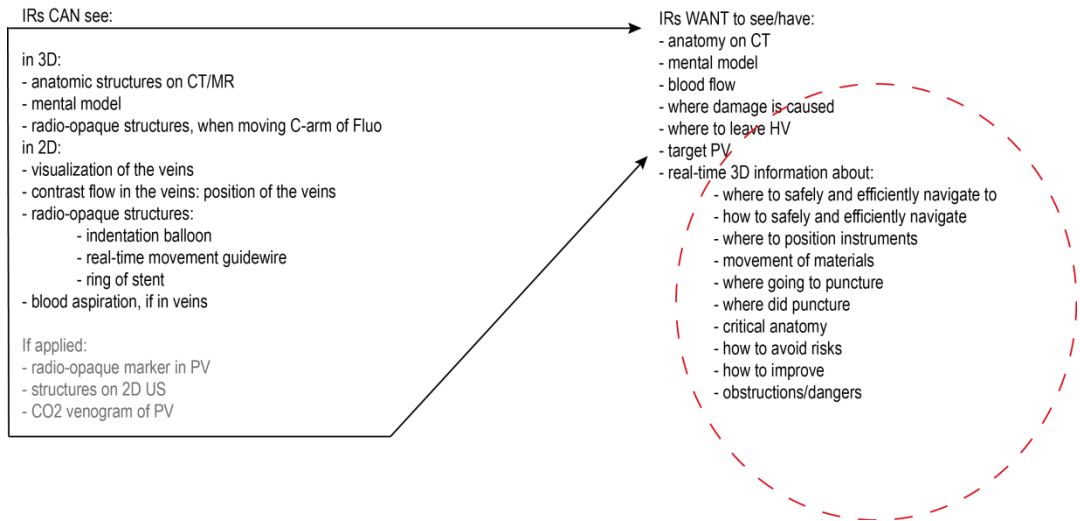 IRs CAN see:
in 3D:
- anatomic structures on CT/MR
- mental model
- radio-opaque structures, when moving C-arm of Fluo
in 2D:
- visualization of the veins
- contrast flow in the veins: position of the veins
- radio-opaque structures:
- indentation balloon
- real-time movement guidewire
- ring of stent
- blood aspiration, if in veins
If applied:
- radio-opaque marker in PV
- structures on 2D US
- CO2 venogram of PV
IRs WANT to see/have:
- anatomy on CT
- mental model
- blood flow
- where damage is caused
- where to leave HV
- target PV
- real-time 3D information about:
- where to safely and efficiently navigate to
- how to safely and efficiently navigate
- where to position instruments
- movement of materials
- where going to puncture
- where did puncture
- critical anatomy
- how to avoid risks
- how to improve
- obstructions/dangers